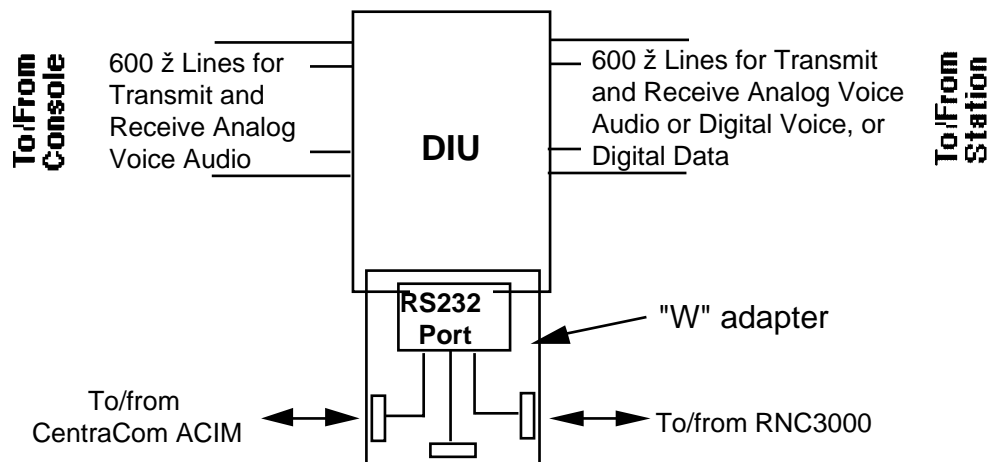 To/From
Console
600 ž Lines for
Transmit and
Receive Analog
Voice Audio
DIU
600 ž Lines for Transmit
and Receive Analog Voice
Audio or Digital Voice, or
Digital Data
To/From
Station
RS232
Port
"W" adapter
To/from
CentraCom ACIM
To/from RNC3000